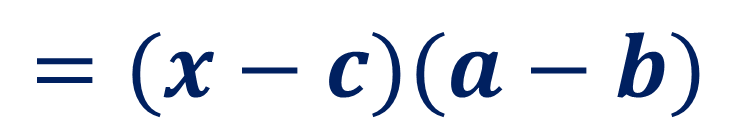 = (x − c)(a − b)